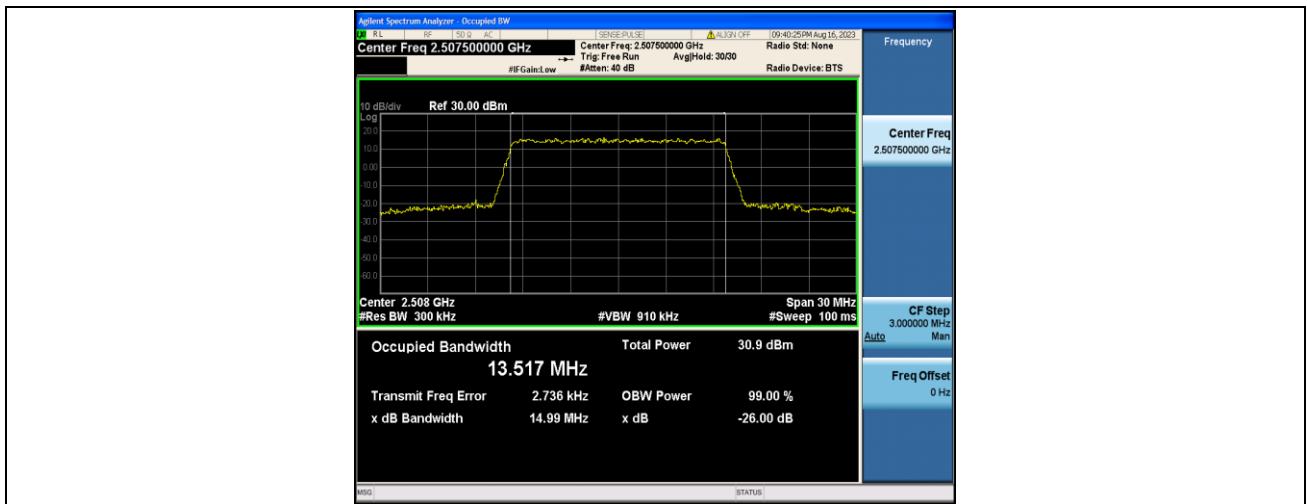 Agilent Spectrum Analyzer - Occupied BW
RL RF 50 Ω AC SENSE:PULSE ALIGN OFF 09:40:25 PM Aug 16, 2023
Center Freq 2.507500000 GHz
Center Freq: 2.507500000 GHz Radio Std: None
Trig: Free Run Avg|Hold: 30/30
#IFGain:Low #Atten: 40 dB Radio Device: BTS
10 dB/div Ref 30.00 dBm
Log
20.0
10.0
0.00
-10.0
-20.0
-30.0
-40.0
-50.0
-60.0
Center 2.508 GHz Span 30 MHz
#Res BW 300 kHz #VBW 910 kHz #Sweep 100 ms
Occupied Bandwidth Total Power 30.9 dBm
13.517 MHz
Transmit Freq Error 2.736 kHz OBW Power 99.00 %
x dB Bandwidth 14.99 MHz x dB -26.00 dB
MSG STATUS
Frequency
Center Freq
2.507500000 GHz
CF Step
3.000000 MHz
Auto Man
Freq Offset
0 Hz